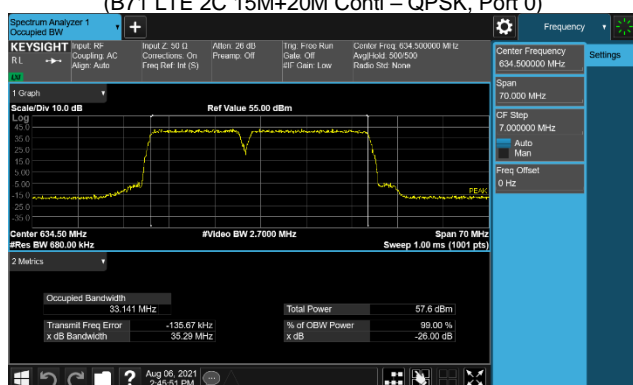 (B71 LTE 2C 15M+20M Conti – QPSK, Port 0)
Spectrum Analyzer 1
Occupied BW
+
Frequency
KEYSIGHT Input: RF Input Z: 50 Ω Atten: 26 dB Trig: Free Run Center Freq: 634.500000 MHz
RL Coupling: AC Corrections: On Preamp: Off Gate: Off Avg|Hold: 500/500
Align: Auto Freq Ref: Int (S) #IF Gain: Low Radio Std: None
Center Frequency
634.500000 MHz
Settings
Span
70.000 MHz
CF Step
7.000000 MHz
Auto
Man
Freq Offset
0 Hz
1 Graph
Scale/Div 10.0 dB Ref Value 55.00 dBm
Log
45.0
35.0
25.0
15.0
5.00
-5.00
-15.0
-25.0
-35.0
PEAK
Center 634.50 MHz #Video BW 2.7000 MHz Span 70 MHz
#Res BW 680.00 kHz Sweep 1.00 ms (1001 pts)
2 Metrics
Occupied Bandwidth
33.141 MHz
Total Power 57.6 dBm
Transmit Freq Error -135.67 kHz % of OBW Power 99.00 %
x dB Bandwidth 35.29 MHz x dB -26.00 dB
? Aug 06, 2021
2:45:51 PM